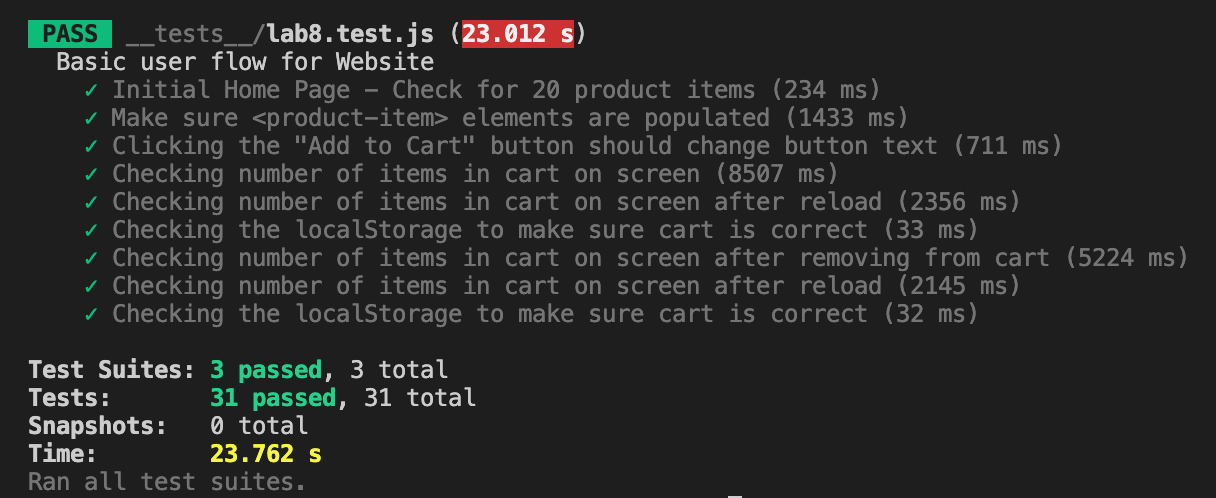 PASS __tests__/lab8.test.js (23.012 s)
Basic user flow for Website
✓ Initial Home Page – Check for 20 product items (234 ms)
✓ Make sure <product-item> elements are populated (1433 ms)
✓ Clicking the "Add to Cart" button should change button text (711 ms)
✓ Checking number of items in cart on screen (8507 ms)
✓ Checking number of items in cart on screen after reload (2356 ms)
✓ Checking the localStorage to make sure cart is correct (33 ms)
✓ Checking number of items in cart on screen after removing from cart (5224 ms)
✓ Checking number of items in cart on screen after reload (2145 ms)
✓ Checking the localStorage to make sure cart is correct (32 ms)
Test Suites: 3 passed, 3 total
Tests: 31 passed, 31 total
Snapshots: 0 total
Time: 23.762 s
Ran all test suites.